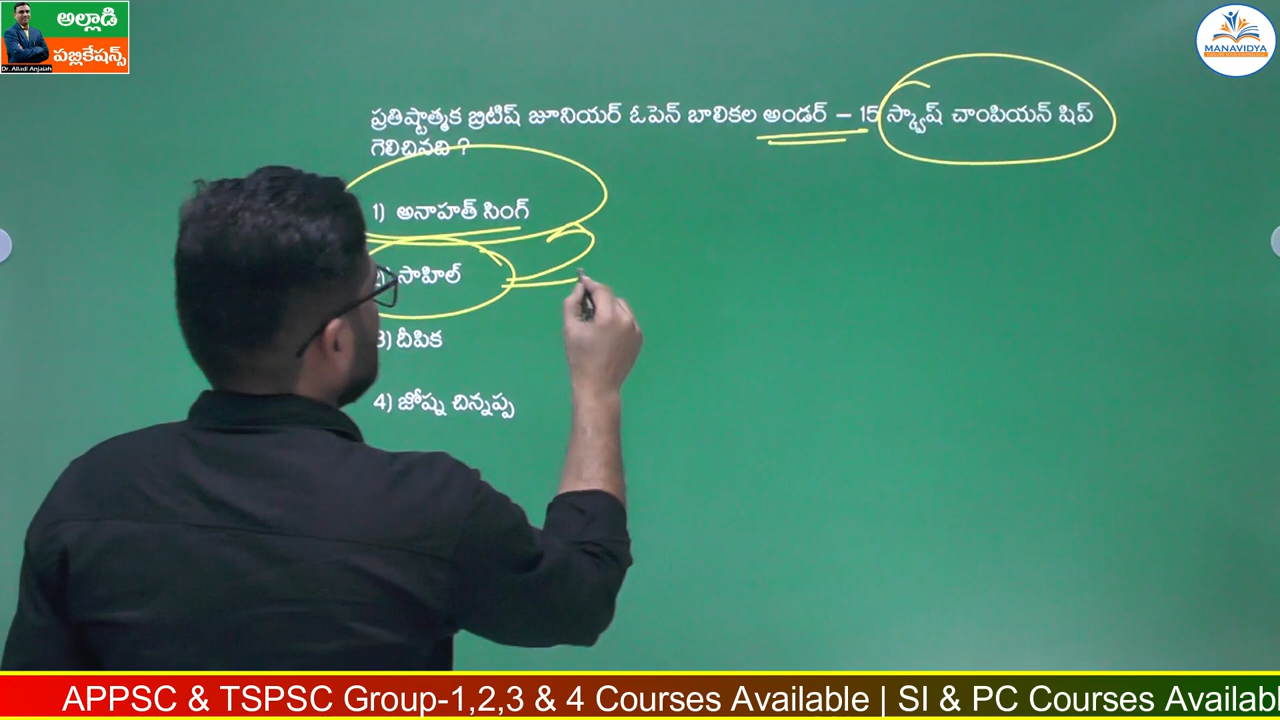 అల్లాడి
పబ్లికేషన్స్
Dr. Alladi Anjaiah
MANAVIDYA
ప్రతిష్టాత్మక బ్రిటిష్ జూనియర్ ఓపెన్ బాలికల అండర్ – 15 స్క్వాష్ చాంపియన్ షిప్
గెలిచినది ?
1) అనాహత్ సింగ్
2) సాహిల్
3) దీపిక
4) జోష్న చిన్నప్ప
APPSC & TSPSC Group-1,2,3 & 4 Courses Available | SI & PC Courses Availabl